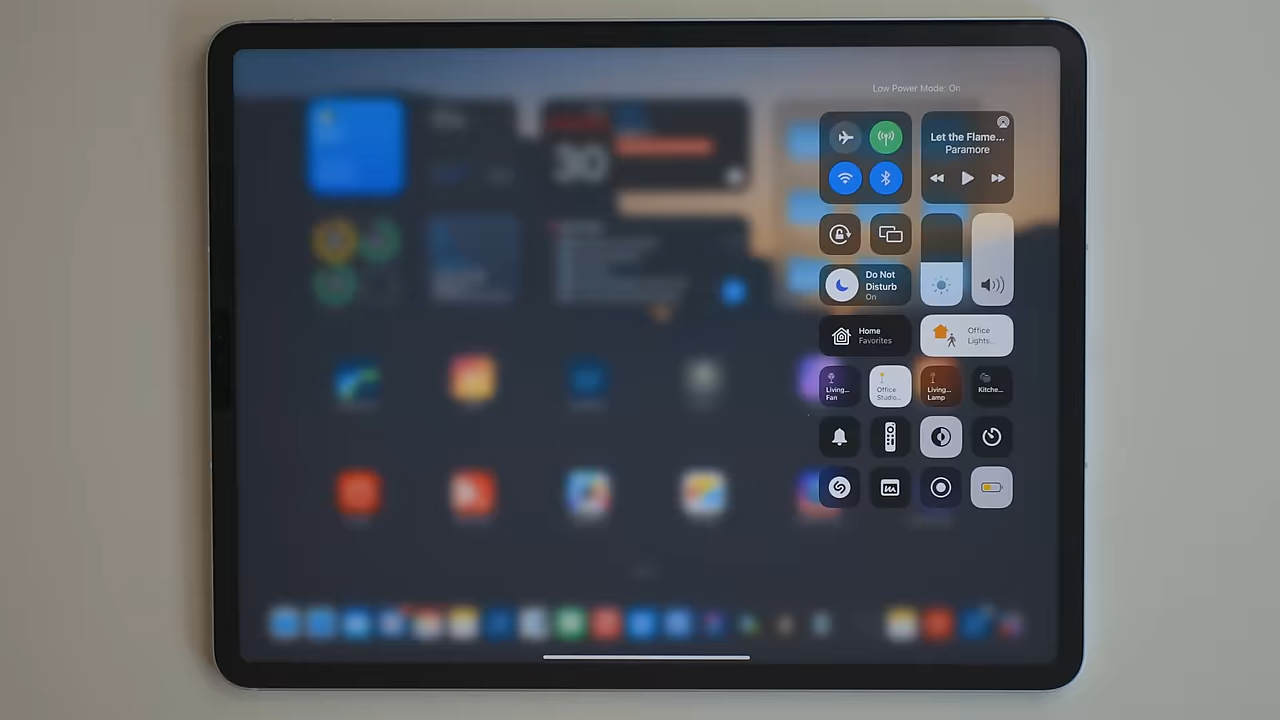 Low Power Mode: On
Let the Flame...
Paramore
30
Do Not
Disturb
On
Home
Favorites
Office
Lights...
Living...
Fan
Office
Studio...
Living...
Lamp
Kitche...